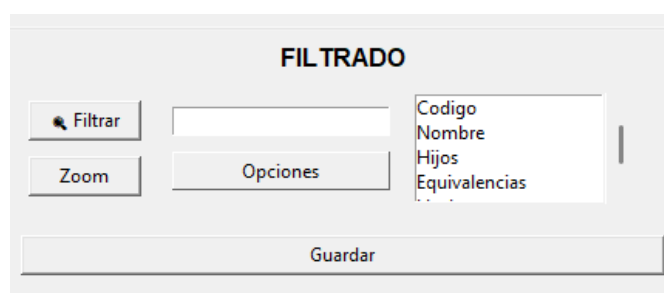 FILTRADO
Filtrar
Zoom
Opciones
Codigo
Nombre
Hijos
Equivalencias
Guardar